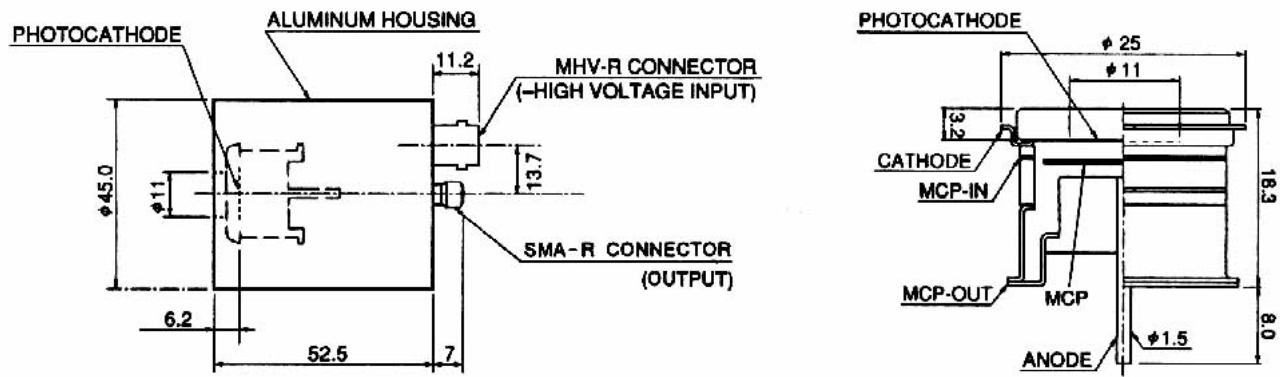 ALUMINUM HOUSING
PHOTOCATHODE
11.2
MHV-R CONNECTOR
(–HIGH VOLTAGE INPUT)
φ45.0
φ11
13.7
SMA-R CONNECTOR
(OUTPUT)
6.2
52.5
7
PHOTOCATHODE
φ25
φ11
3.2
CATHODE
MCP-IN
18.3
MCP-OUT
MCP
8.0
φ1.5
ANODE